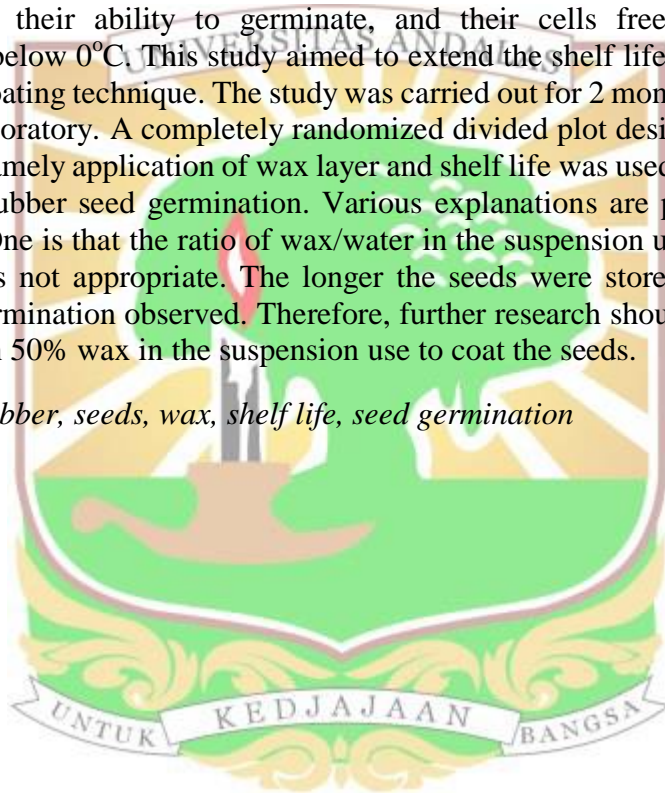 their ability to germinate, and their cells free
below 0°C. This study aimed to extend the shelf life
oating technique. The study was carried out for 2 mon
oratory. A completely randomized divided plot desi
amely application of wax layer and shelf life was used
ubber seed germination. Various explanations are p
One is that the ratio of wax/water in the suspension u
s not appropriate. The longer the seeds were store
rmination observed. Therefore, further research shou
n 50% wax in the suspension use to coat the seeds.
ubber, seeds, wax, shelf life, seed germination
UNIVERSITAS ANDALAS
UNTUK KEDJAJAAN BANGSA